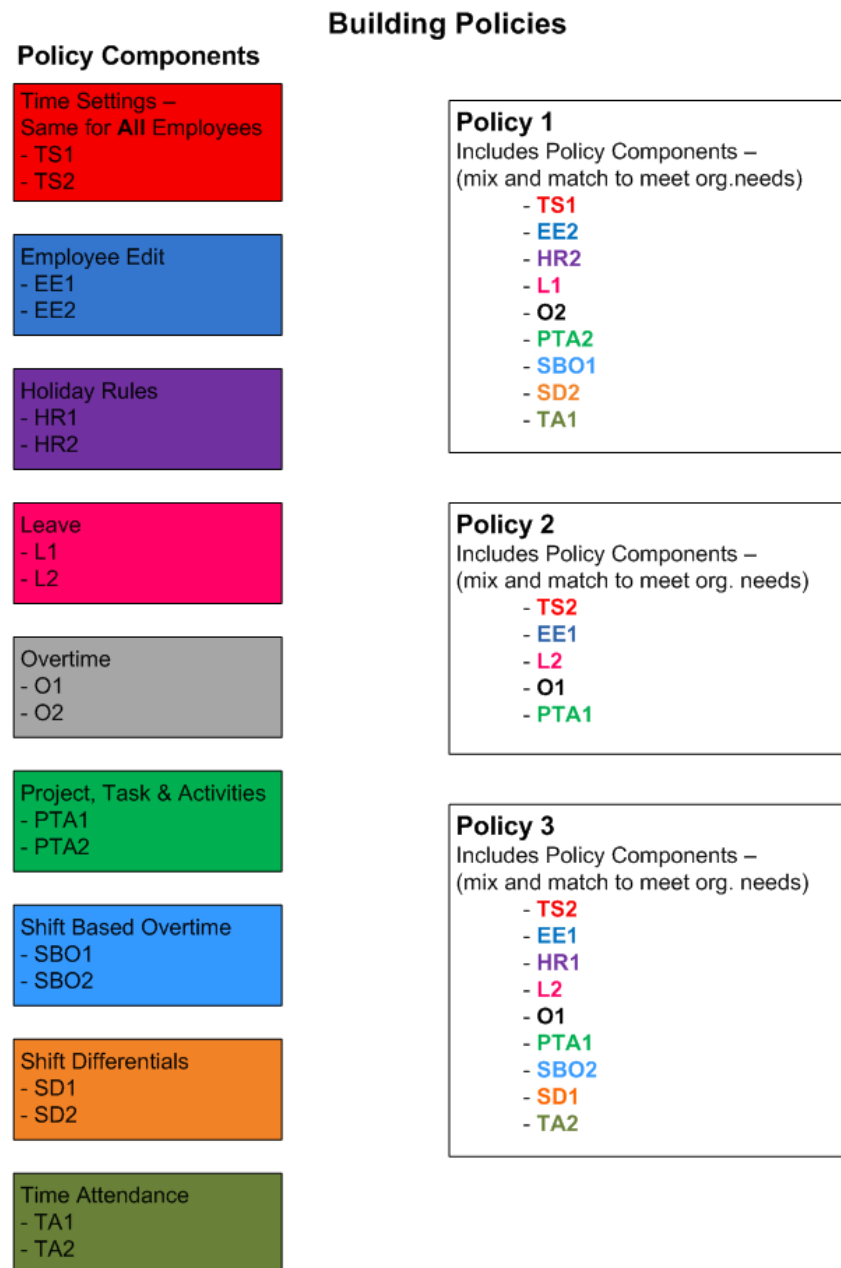 Building Policies
Policy Components
Time Settings –
Same for All Employees
- TS1
- TS2
Employee Edit
- EE1
- EE2
Holiday Rules
- HR1
- HR2
Leave
- L1
- L2
Overtime
- O1
- O2
Project, Task & Activities
- PTA1
- PTA2
Shift Based Overtime
- SBO1
- SBO2
Shift Differentials
- SD1
- SD2
Time Attendance
- TA1
- TA2
Policy 1
Includes Policy Components –
(mix and match to meet org.needs)
- TS1
- EE2
- HR2
- L1
- O2
- PTA2
- SBO1
- SD2
- TA1
Policy 2
Includes Policy Components –
(mix and match to meet org. needs)
- TS2
- EE1
- L2
- O1
- PTA1
Policy 3
Includes Policy Components –
(mix and match to meet org. needs)
- TS2
- EE1
- HR1
- L2
- O1
- PTA1
- SBO2
- SD1
- TA2